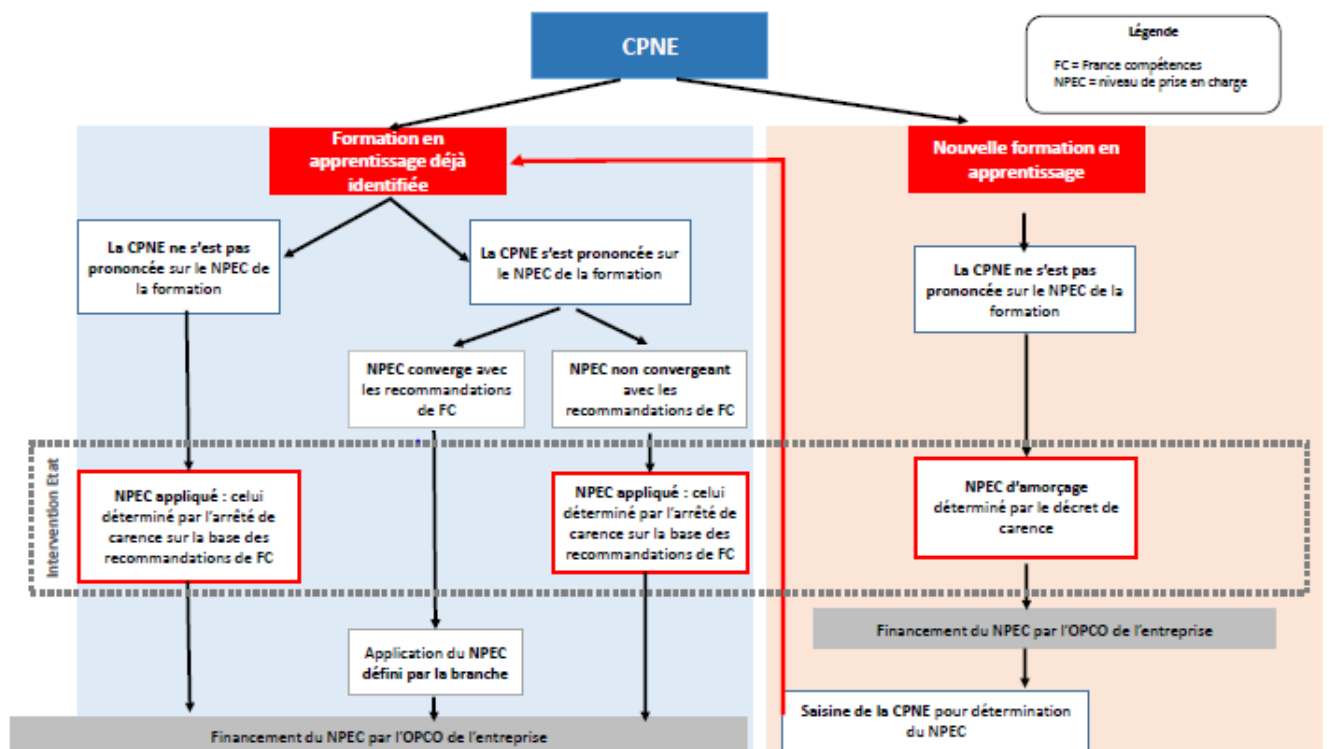 CPNE
Légende
FC = France compétences
NPEC = niveau de prise en charge
Formation en
apprentissage déjà
identifiée
Nouvelle formation en
apprentissage
La CPNE ne s'est pas
prononcée sur le NPEC de
la formation
La CPNE s'est prononcée sur
le NPEC de la formation
La CPNE ne s'est pas
prononcée sur le NPEC de la
formation
NPEC converge avec
les recommandations
de FC
NPEC non convergeant
avec les
recommandations de FC
Intervention Etat
NPEC appliqué : celui
déterminé par l'arrêté de
carence sur la base des
recommandations de FC
NPEC appliqué : celui
déterminé par l'arrêté de
carence sur la base des
recommandations de FC
NPEC d'amorçage
déterminé par le décret de
carence
Financement du NPEC par l'OPCO de l'entreprise
Application du NPEC
défini par la branche
Saisine de la CPNE pour détermination
du NPEC
Financement du NPEC par l'OPCO de l'entreprise